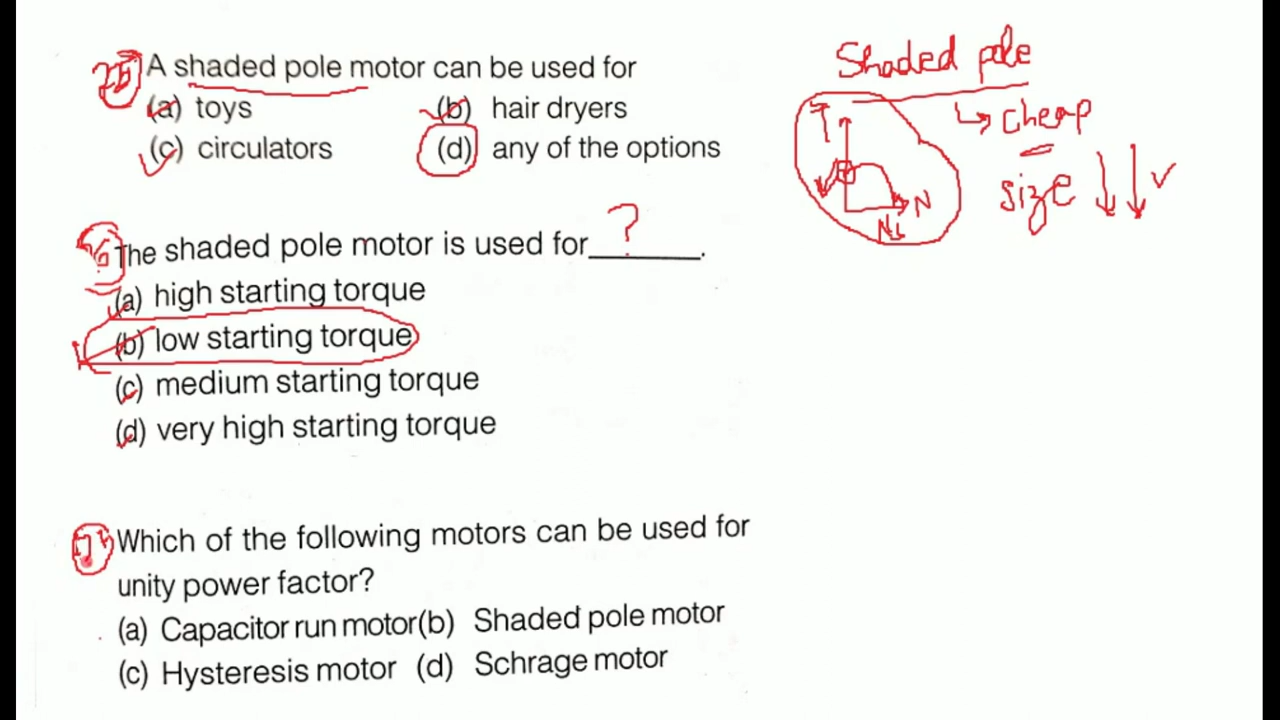 A shaded pole motor can be used for
(a) toys (b) hair dryers
(c) circulators (d) any of the options
Shaded pole
cheap
size
T
N
The shaded pole motor is used for ______.
?
(a) high starting torque
(b) low starting torque
(c) medium starting torque
(d) very high starting torque
Which of the following motors can be used for
unity power factor?
(a) Capacitor run motor (b) Shaded pole motor
(c) Hysteresis motor (d) Schrage motor